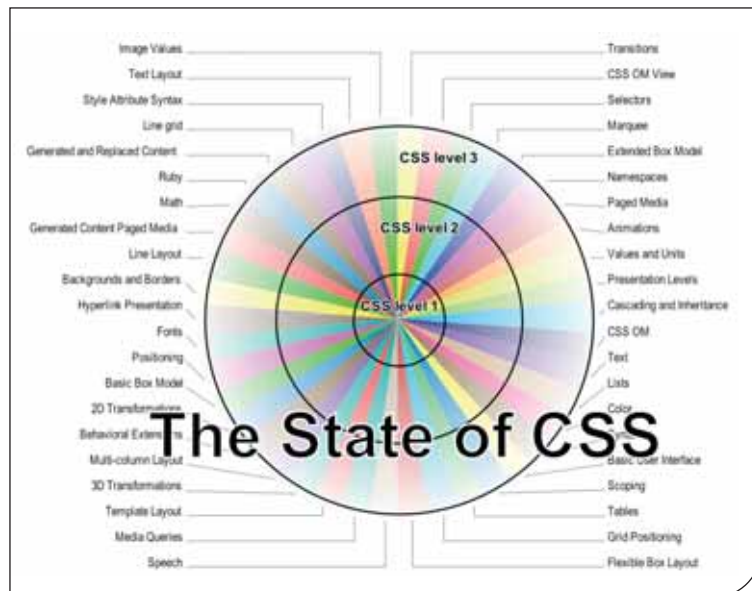 Image Values
Text Layout
Style Attribute Syntax
Line grid
Generated and Replaced Content
Ruby
Math
Generated Content Paged Media
Line Layout
Backgrounds and Borders
Hyperlink Presentation
Fonts
Positioning
Basic Box Model
2D Transformations
Behavioral Extensions
Multi-column Layout
3D Transformations
Template Layout
Media Queries
Speech
Transitions
CSS OM View
Selectors
Marquee
Extended Box Model
Namespaces
Paged Media
Animations
Values and Units
Presentation Levels
Cascading and Inheritance
CSS OM
Text
Lists
Color
Basic User Interface
Scoping
Tables
Grid Positioning
Flexible Box Layout
CSS level 3
CSS level 2
CSS level 1
The State of CSS